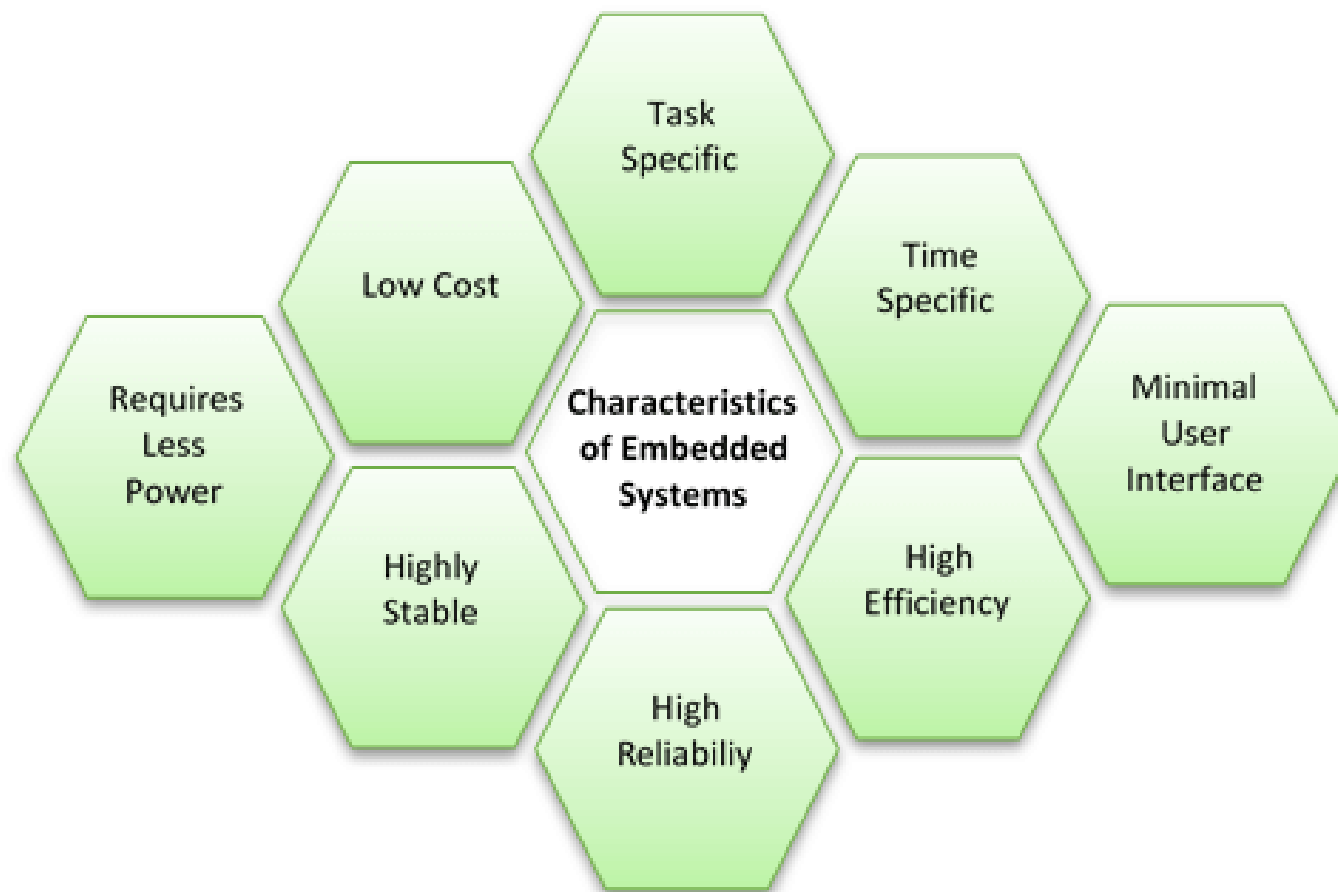 Task
Specific
Low Cost
Time
Specific
Requires
Less
Power
Characteristics
of Embedded
Systems
Minimal
User
Interface
Highly
Stable
High
Efficiency
High
Reliabiliy